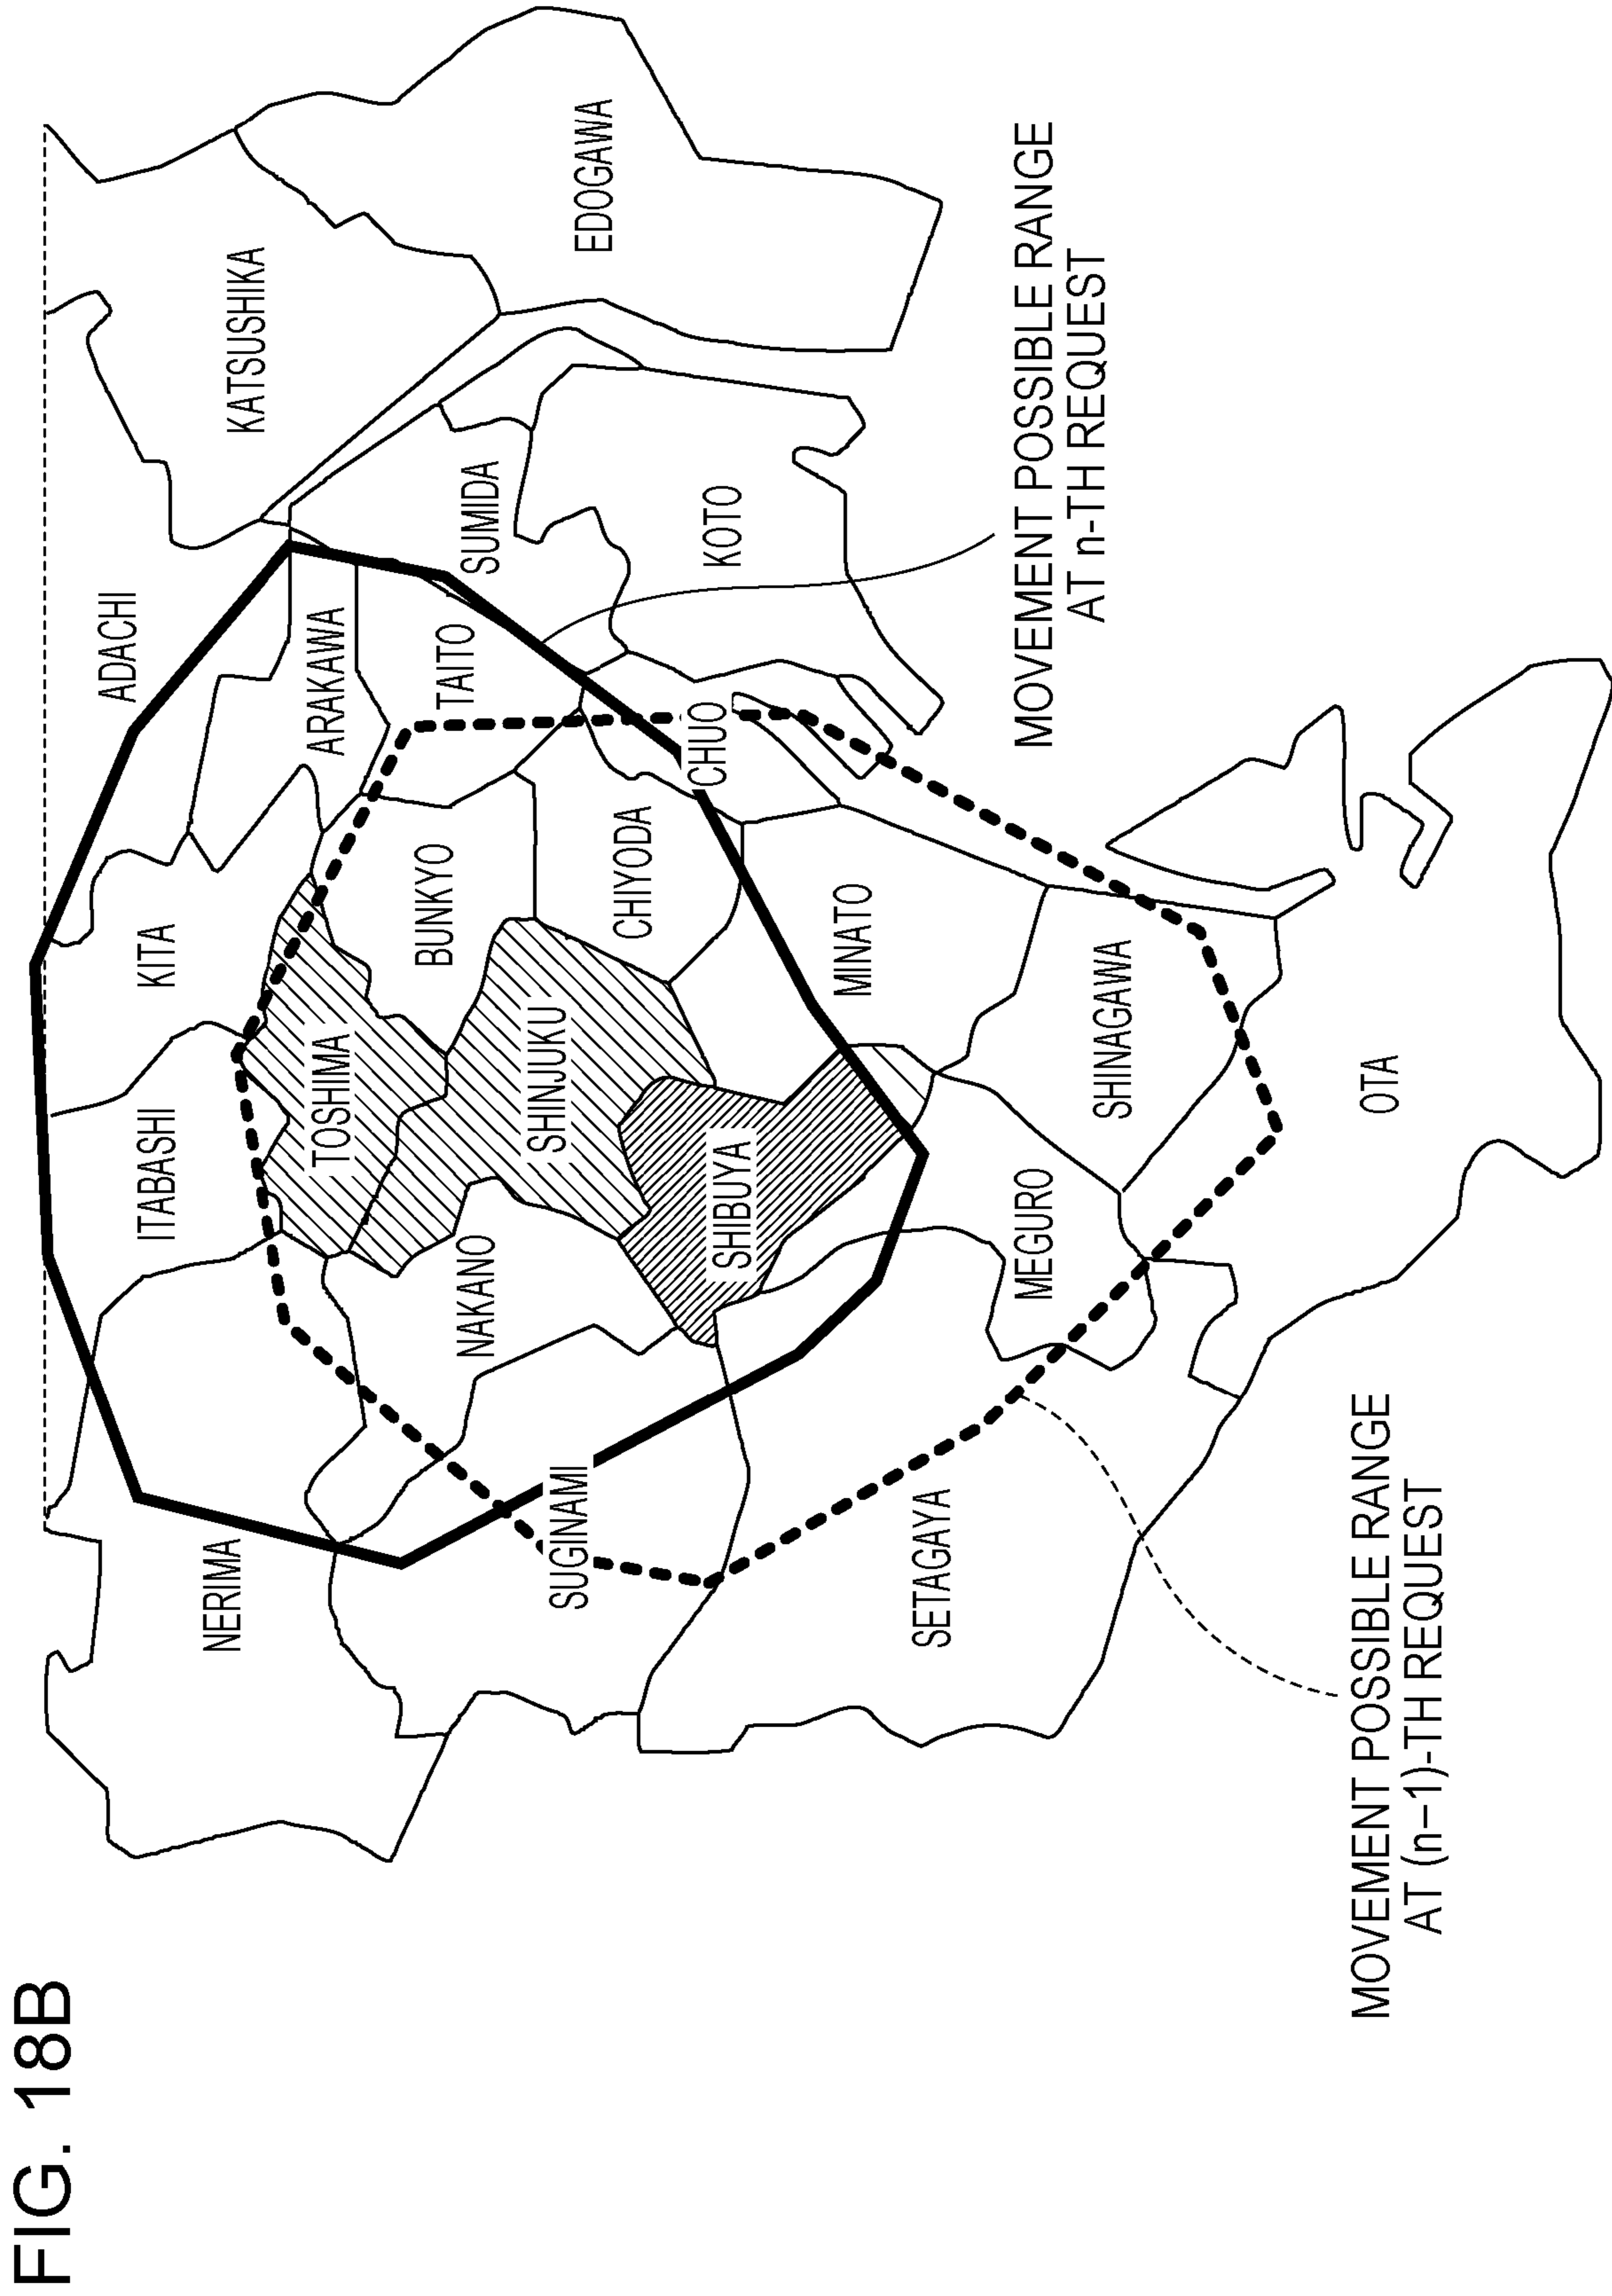 FIG. 18B
ADACHI
KATSUSHIKA
KITA
ITABASHI
NERIMA
ARAKAWA
TOSHIMA
TAITO
BUNKYO
SUMIDA
EDOGAWA
NAKANO
SHINJUKU
SUGINAMI
CHIYODA
CHUO
KOTO
SHIBUYA
MINATO
SETAGAYA
MEGURO
SHINAGAWA
OTA
MOVEMENT POSSIBLE RANGE
AT n-TH REQUEST
MOVEMENT POSSIBLE RANGE
AT (n−1)-TH REQUEST